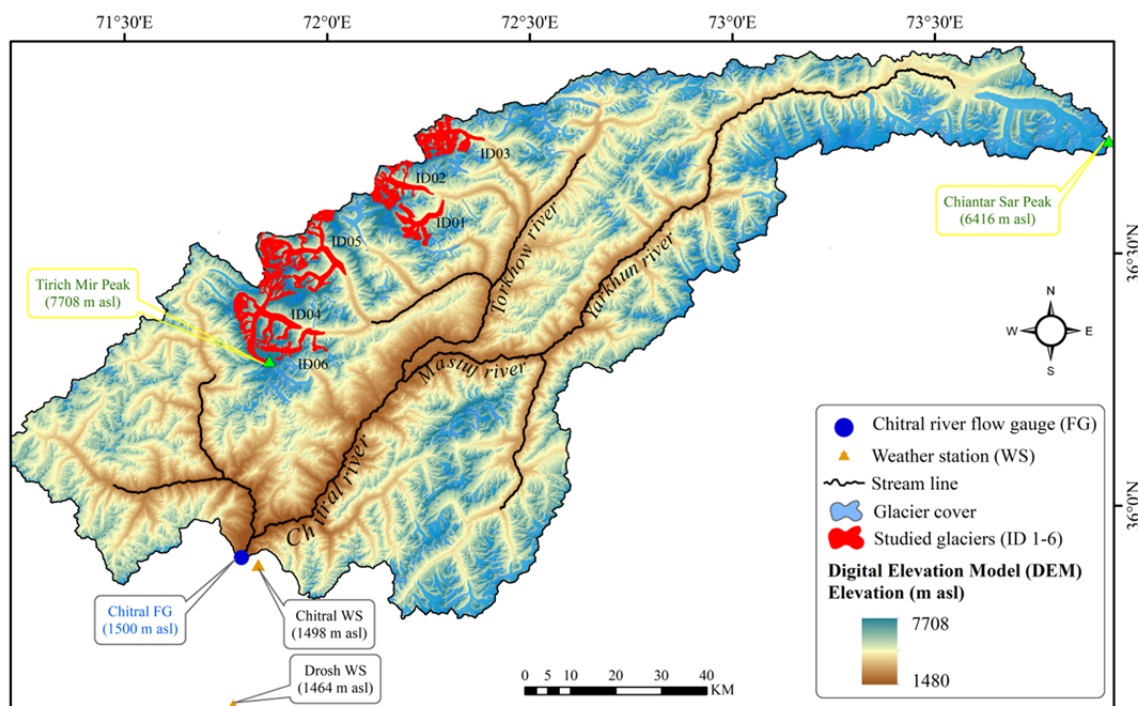 71°30'E 72°0'E 72°30'E 73°0'E 73°30'E
ID03
ID02
ID01
ID05
ID04
ID06
Torkhow river
Yarkhun river
Mastuj river
Chitral river
Chiantar Sar Peak
(6416 m asl)
Tirich Mir Peak
(7708 m asl)
36°30'N
36°0'N
N
W E
S
Chitral FG
(1500 m asl)
Chitral WS
(1498 m asl)
Drosh WS
(1464 m asl)
0 5 10 20 30 40
KM
Chitral river flow gauge (FG)
Weather station (WS)
Stream line
Glacier cover
Studied glaciers (ID 1-6)
Digital Elevation Model (DEM)
Elevation (m asl)
7708
1480